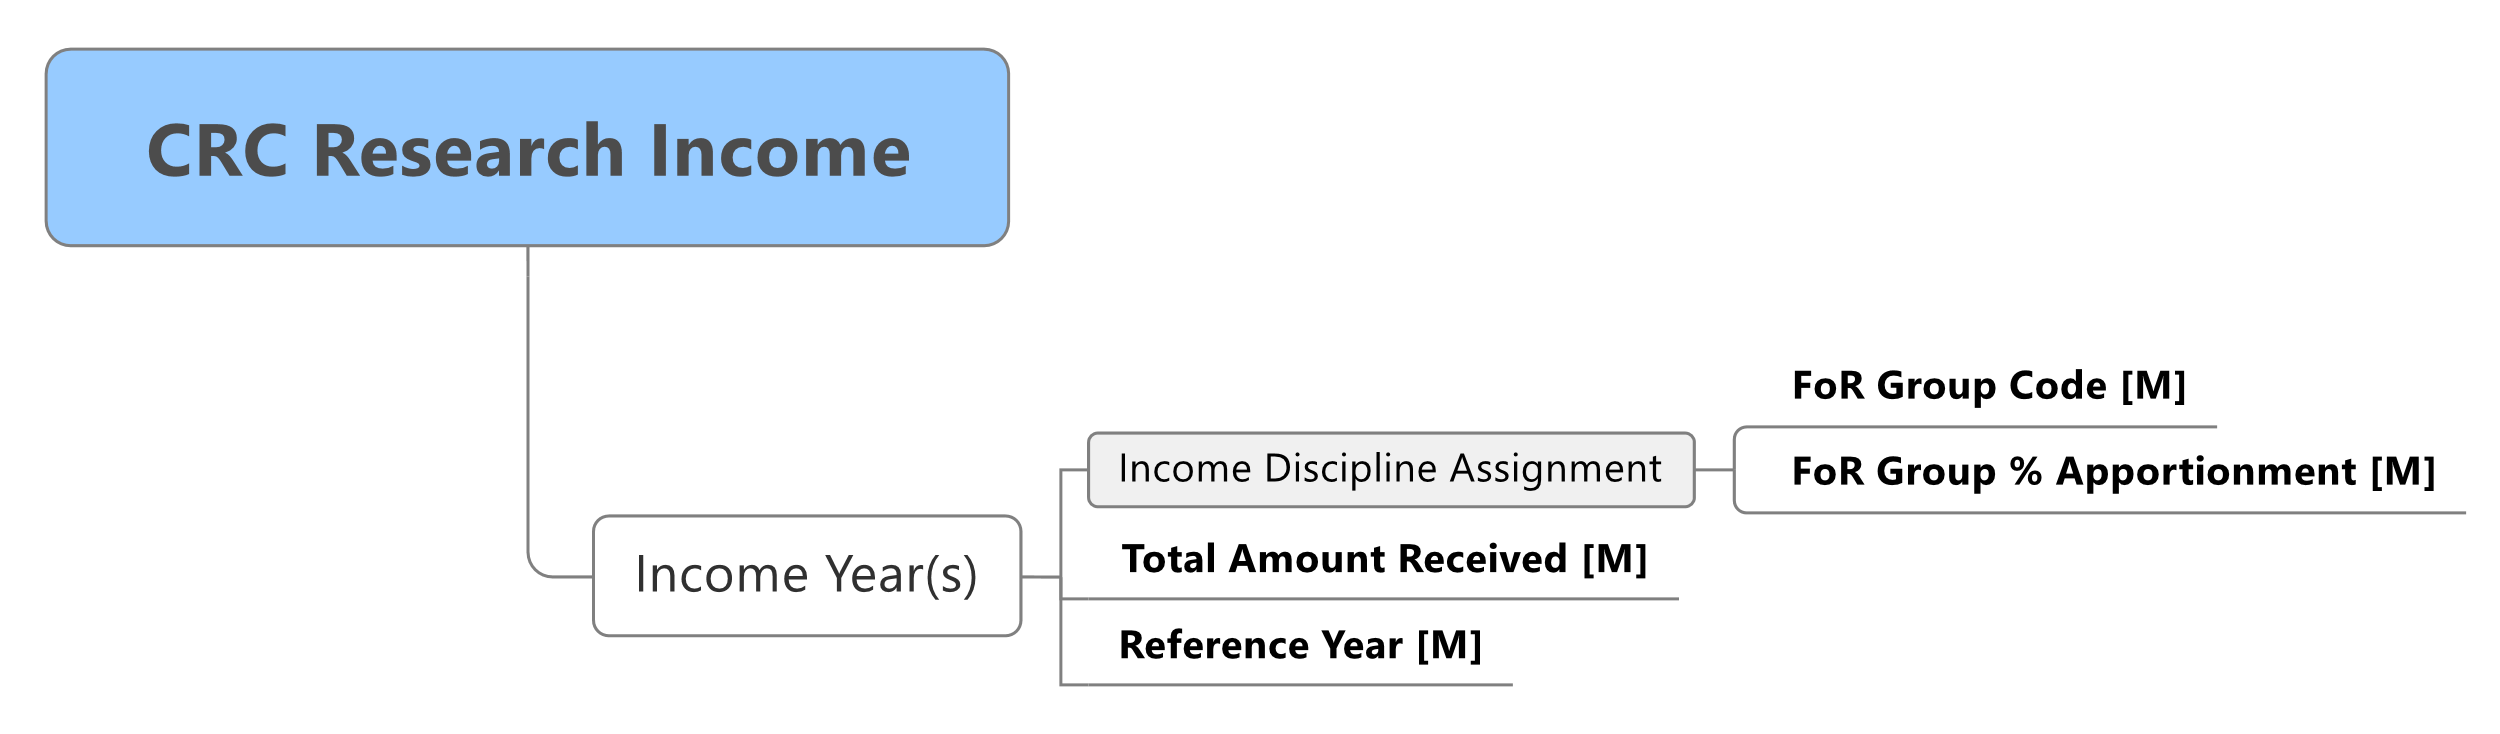 CRC Research Income
Income Year(s)
Income Discipline Assignment
FoR Group Code [M]
FoR Group % Apportionment [M]
Total Amount Received [M]
Reference Year [M]